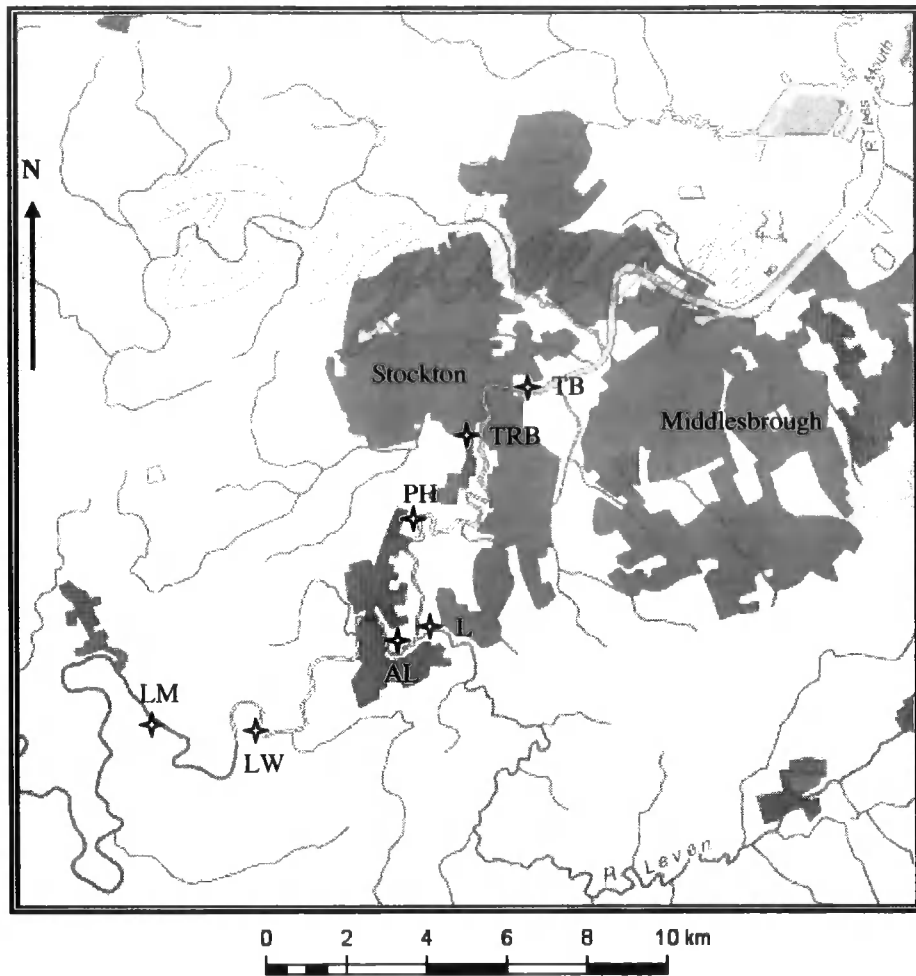 R Tees Mouth
N
Stockton
TB
Middlesbrough
TRB
PH
L
AL
LM
LW
R Leven
0 2 4 6 8 10 km